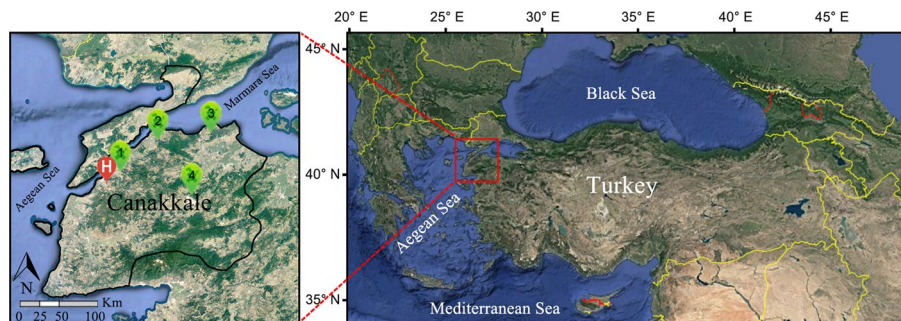 20° E 25° E 30° E 35° E 40° E 45° E
45° N
40° N
35° N
Marmara Sea
Aegean Sea
1
2
3
4
H
Canakkale
N
0 25 50 100
Km
Black Sea
Turkey
Aegean Sea
Mediterranean Sea